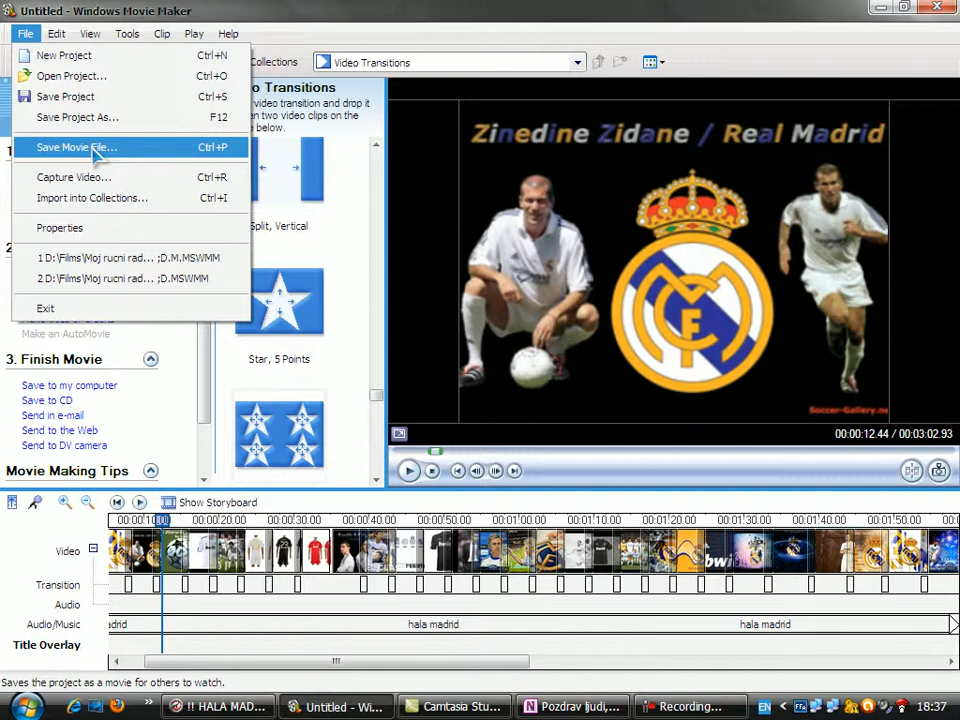 Untitled - Windows Movie Maker
File Edit View Tools Clip Play Help
New Project Ctrl+N
Open Project... Ctrl+O
Save Project Ctrl+S
Save Project As... F12
Save Movie File... Ctrl+P
Capture Video... Ctrl+R
Import into Collections... Ctrl+I
Properties
1 D:\Films\Moj rucni rad... ;D.M.MSWMM
2 D:\Films\Moj rucni rad... ;D.MSWMM
Exit
Collections
Video Transitions
Transitions
video transition and drop it
two video clips on the
below.
Split, Vertical
Star, 5 Points
Make an AutoMovie
3. Finish Movie
Save to my computer
Save to CD
Send in e-mail
Send to the Web
Send to DV camera
Movie Making Tips
Zinedine Zidane / Real Madrid
00:00:12.44 / 00:03:02.93
Show Storyboard
00:00:20.00 00:00:30.00 00:00:40.00 00:00:50.00 00:01:00.00 00:01:10.00 00:01:20.00 00:01:30.00 00:01:40.00 00:01:50.00
Video
Transition
Audio
Audio/Music
hala madrid hala madrid
Title Overlay
Saves the project as a movie for others to watch.
!! HALA MAD...
Untitled - Wi...
Camtasia Stu...
Pozdrav ljudi,...
Recording...
EN
18:37